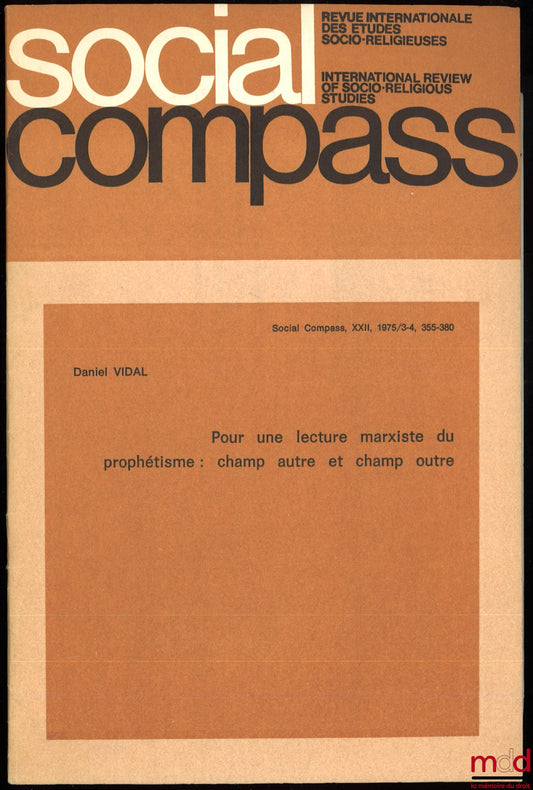 social
REVUE INTERNATIONALE
DES ETUDES
SOCIO-RELIGIEUSES
INTERNATIONAL REVIEW
OF SOCIO-RELIGIOUS
STUDIES
compass
Social Compass, XXII, 1975/3-4, 355-380
Daniel VIDAL
Pour une lecture marxiste du
prophétisme : champ autre et champ outre
mdd
la mémoire du droit